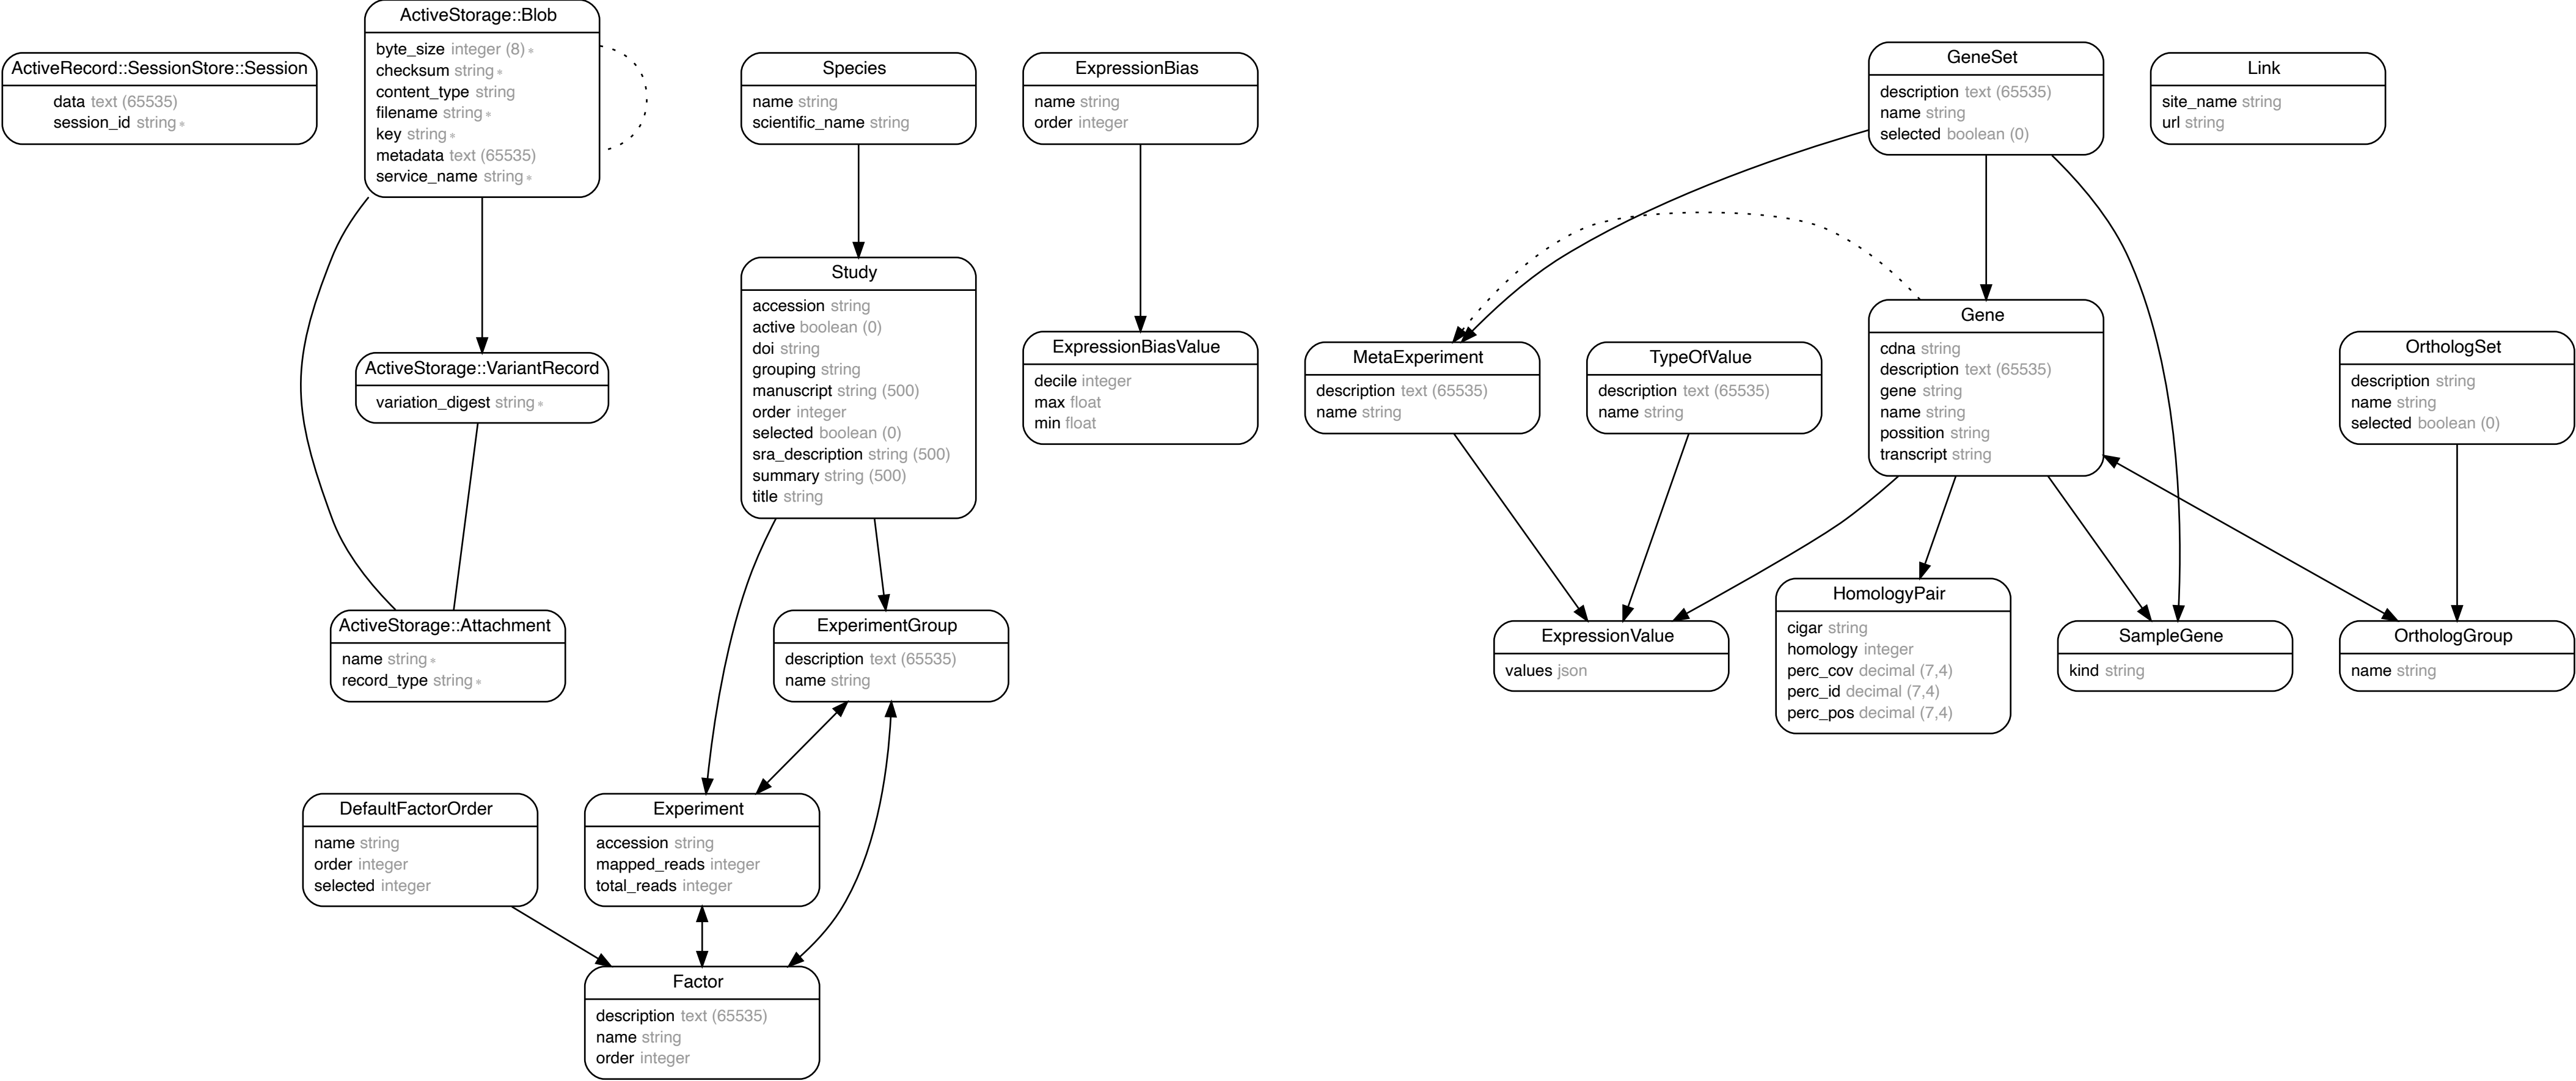 ActiveRecord::SessionStore::Session
data text (65535)
session_id string *
ActiveStorage::Blob
byte_size integer (8) *
checksum string *
content_type string
filename string *
key string *
metadata text (65535)
service_name string *
Species
name string
scientific_name string
ExpressionBias
name string
order integer
GeneSet
description text (65535)
name string
selected boolean (0)
Link
site_name string
url string
Study
accession string
active boolean (0)
doi string
grouping string
manuscript string (500)
order integer
selected boolean (0)
sra_description string (500)
summary string (500)
title string
ActiveStorage::VariantRecord
variation_digest string *
ExpressionBiasValue
decile integer
max float
min float
MetaExperiment
description text (65535)
name string
TypeOfValue
description text (65535)
name string
Gene
cdna string
description text (65535)
gene string
name string
possition string
transcript string
OrthologSet
description string
name string
selected boolean (0)
ActiveStorage::Attachment
name string *
record_type string *
ExperimentGroup
description text (65535)
name string
ExpressionValue
values json
HomologyPair
cigar string
homology integer
perc_cov decimal (7,4)
perc_id decimal (7,4)
perc_pos decimal (7,4)
SampleGene
kind string
OrthologGroup
name string
DefaultFactorOrder
name string
order integer
selected integer
Experiment
accession string
mapped_reads integer
total_reads integer
Factor
description text (65535)
name string
order integer